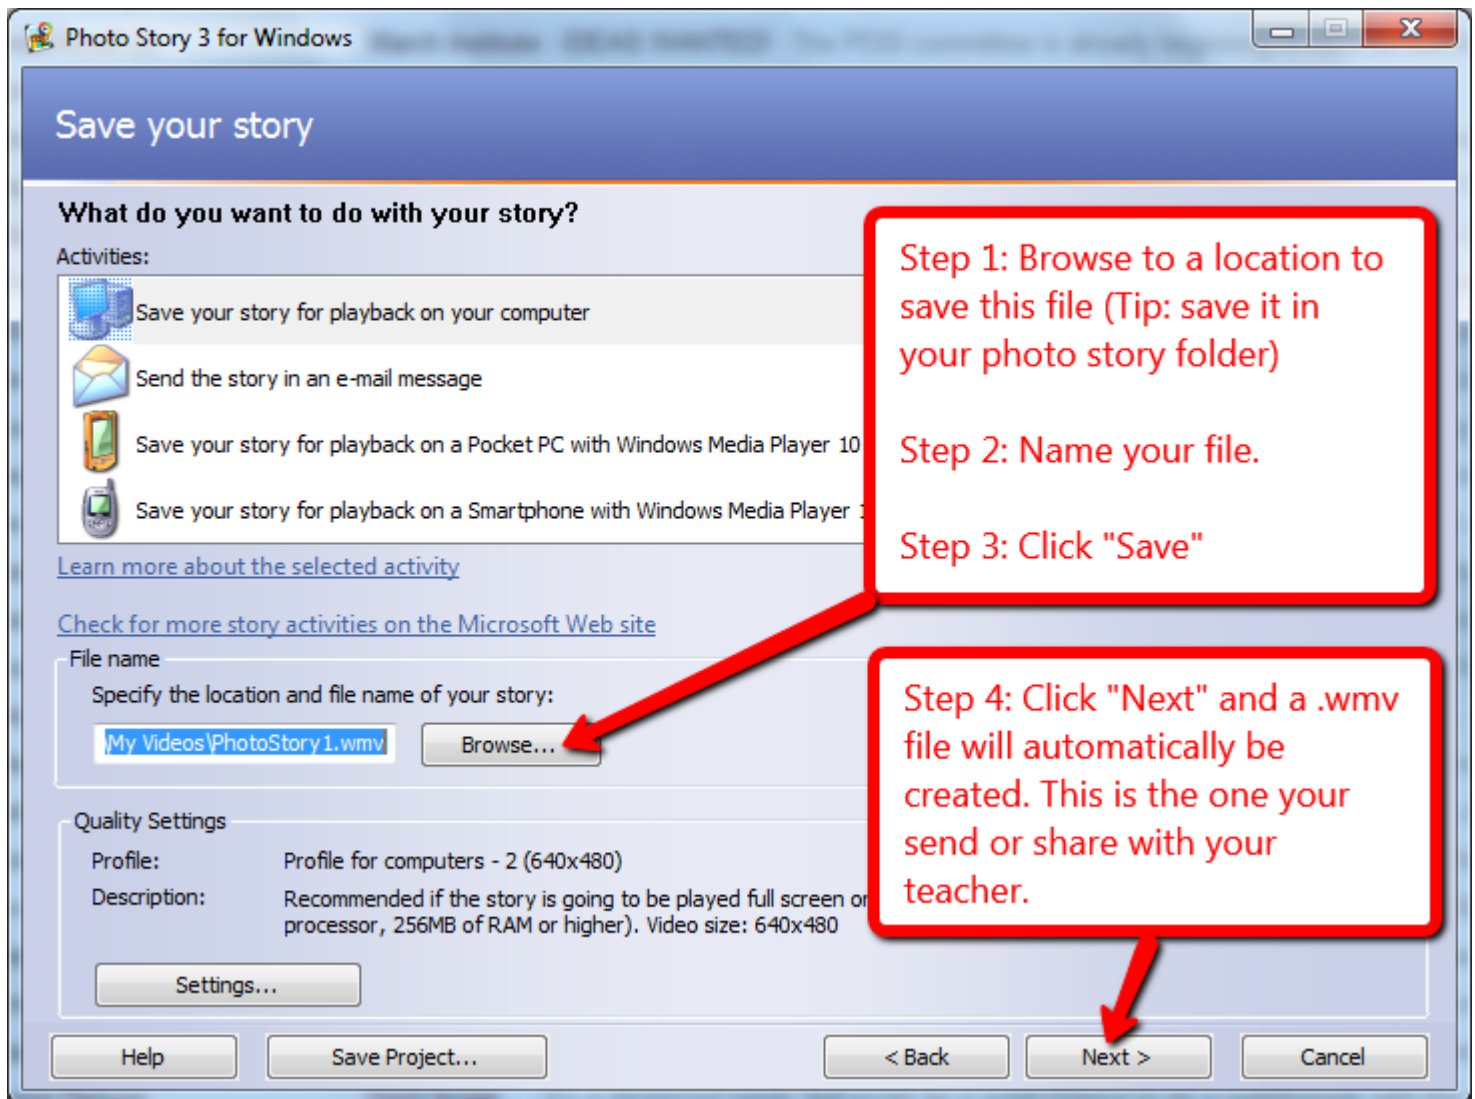 Photo Story 3 for Windows
Save your story
What do you want to do with your story?
Activities:
Save your story for playback on your computer
Send the story in an e-mail message
Save your story for playback on a Pocket PC with Windows Media Player 10
Save your story for playback on a Smartphone with Windows Media Player
Learn more about the selected activity
Check for more story activities on the Microsoft Web site
Step 1: Browse to a location to
save this file (Tip: save it in
your photo story folder)
Step 2: Name your file.
Step 3: Click "Save"
File name
Specify the location and file name of your story:
\My Videos\PhotoStory1.wmv
Browse...
Step 4: Click "Next" and a .wmv
file will automatically be
created. This is the one your
send or share with your
teacher.
Quality Settings
Profile: Profile for computers - 2 (640x480)
Description: Recommended if the story is going to be played full screen or
processor, 256MB of RAM or higher). Video size: 640x480
Settings...
Help
Save Project...
< Back
Next >
Cancel